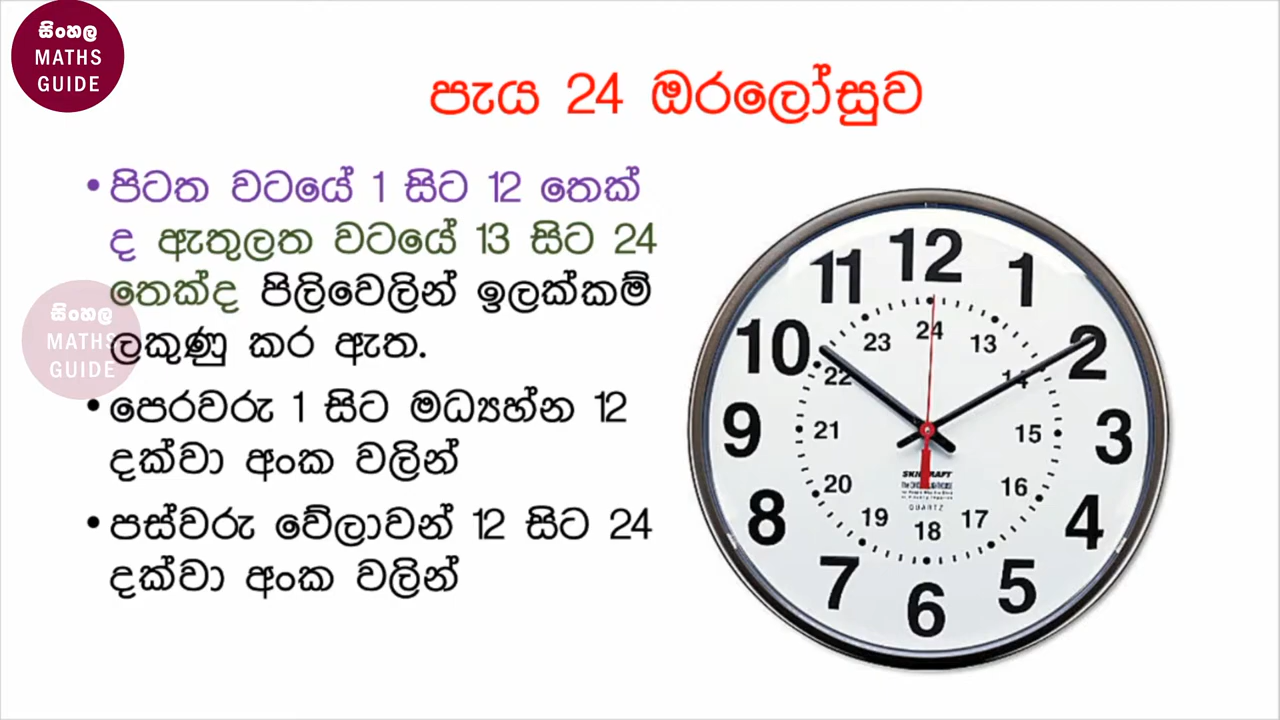 සිංහල
MATHS
GUIDE
පැය 24 ඔරලෝසුව
• පිටත වටයේ 1 සිට 12 තෙක්
ද ඇතුලත වටයේ 13 සිට 24
තෙක්ද පිලිවෙලින් ඉලක්කම්
ලකුණු කර ඇත.
• පෙරවරු 1 සිට මධ්‍යහ්න 12
දක්වා අංක වලින්
• පස්වරු වේලාවන් 12 සිට 24
දක්වා අංක වලින්
සිංහල
MATHS
GUIDE
12
11 1
24
23 13
10 2
22 14
9 21 15 3
20 16
8 4
19 17
18
7 5
6
QUARTZ